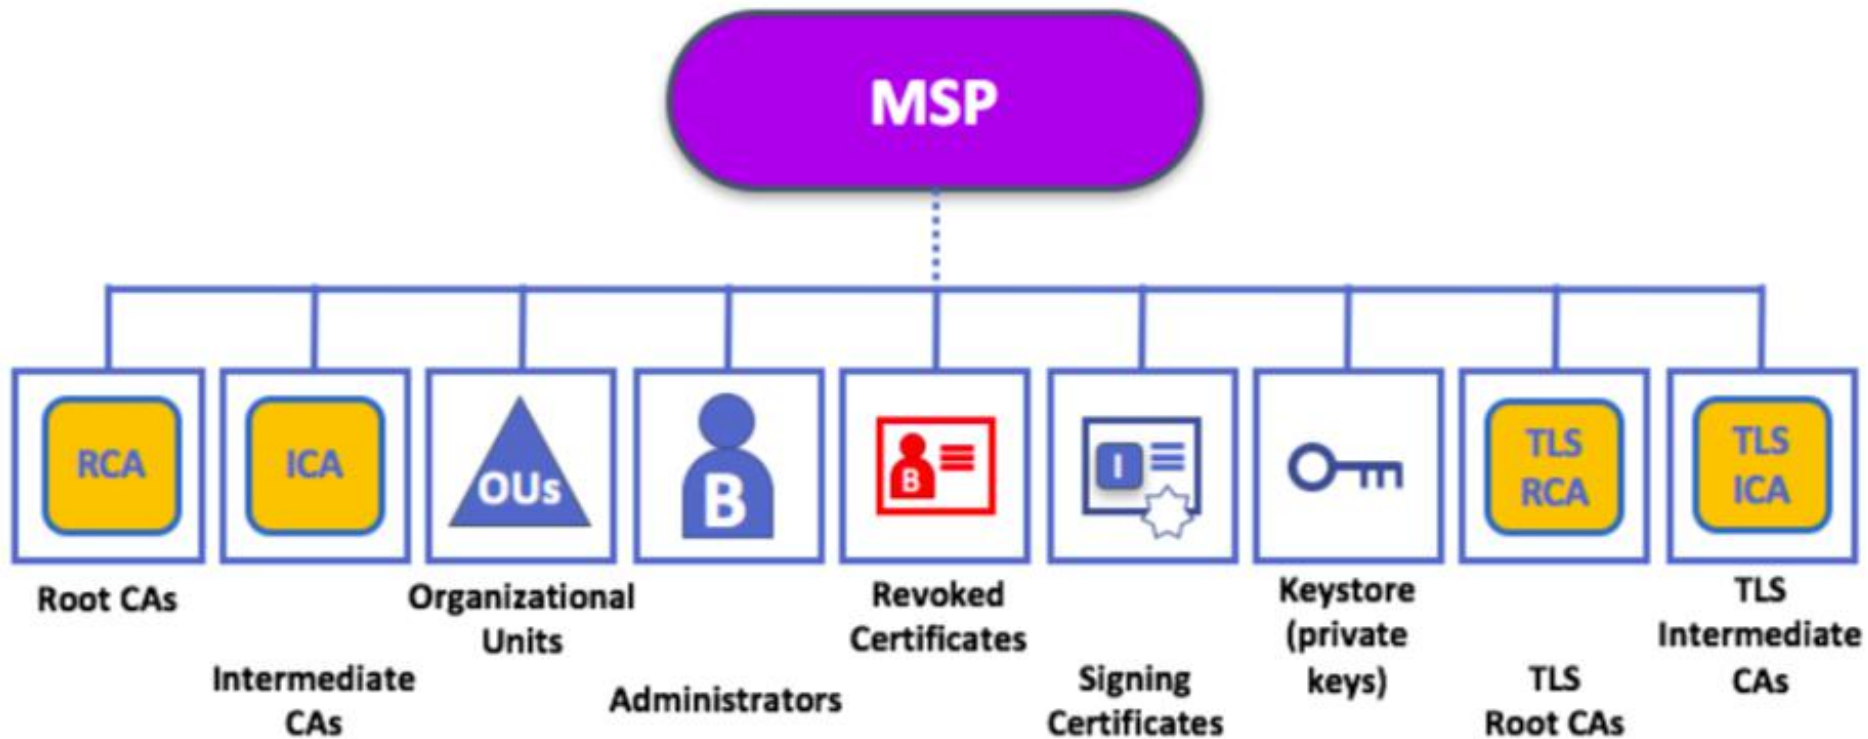 MSP
RCA
ICA
OUs
B
B
I
TLS
RCA
TLS
ICA
Root CAs
Intermediate
CAs
Organizational
Units
Administrators
Revoked
Certificates
Signing
Certificates
Keystore
(private
keys)
TLS
Root CAs
TLS
Intermediate
CAs